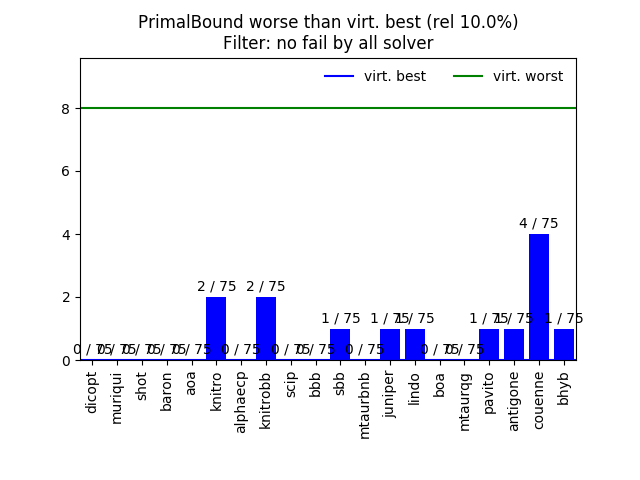 PrimalBound worse than virt. best (rel 10.0%)
Filter: no fail by all solver
virt. best
virt. worst
8
6
4
2
0
0 / 75
0 / 75
0 / 75
0 / 75
0 / 75
2 / 75
0 / 75
2 / 75
0 / 75
0 / 75
1 / 75
0 / 75
1 / 75
1 / 75
0 / 75
0 / 75
1 / 75
1 / 75
4 / 75
1 / 75
dicopt
muriqui
shot
baron
aoa
knitro
alphaecp
knitrobb
scip
bbb
sbb
mtaurbnb
juniper
lindo
boa
mtaurqg
pavito
antigone
couenne
bhyb